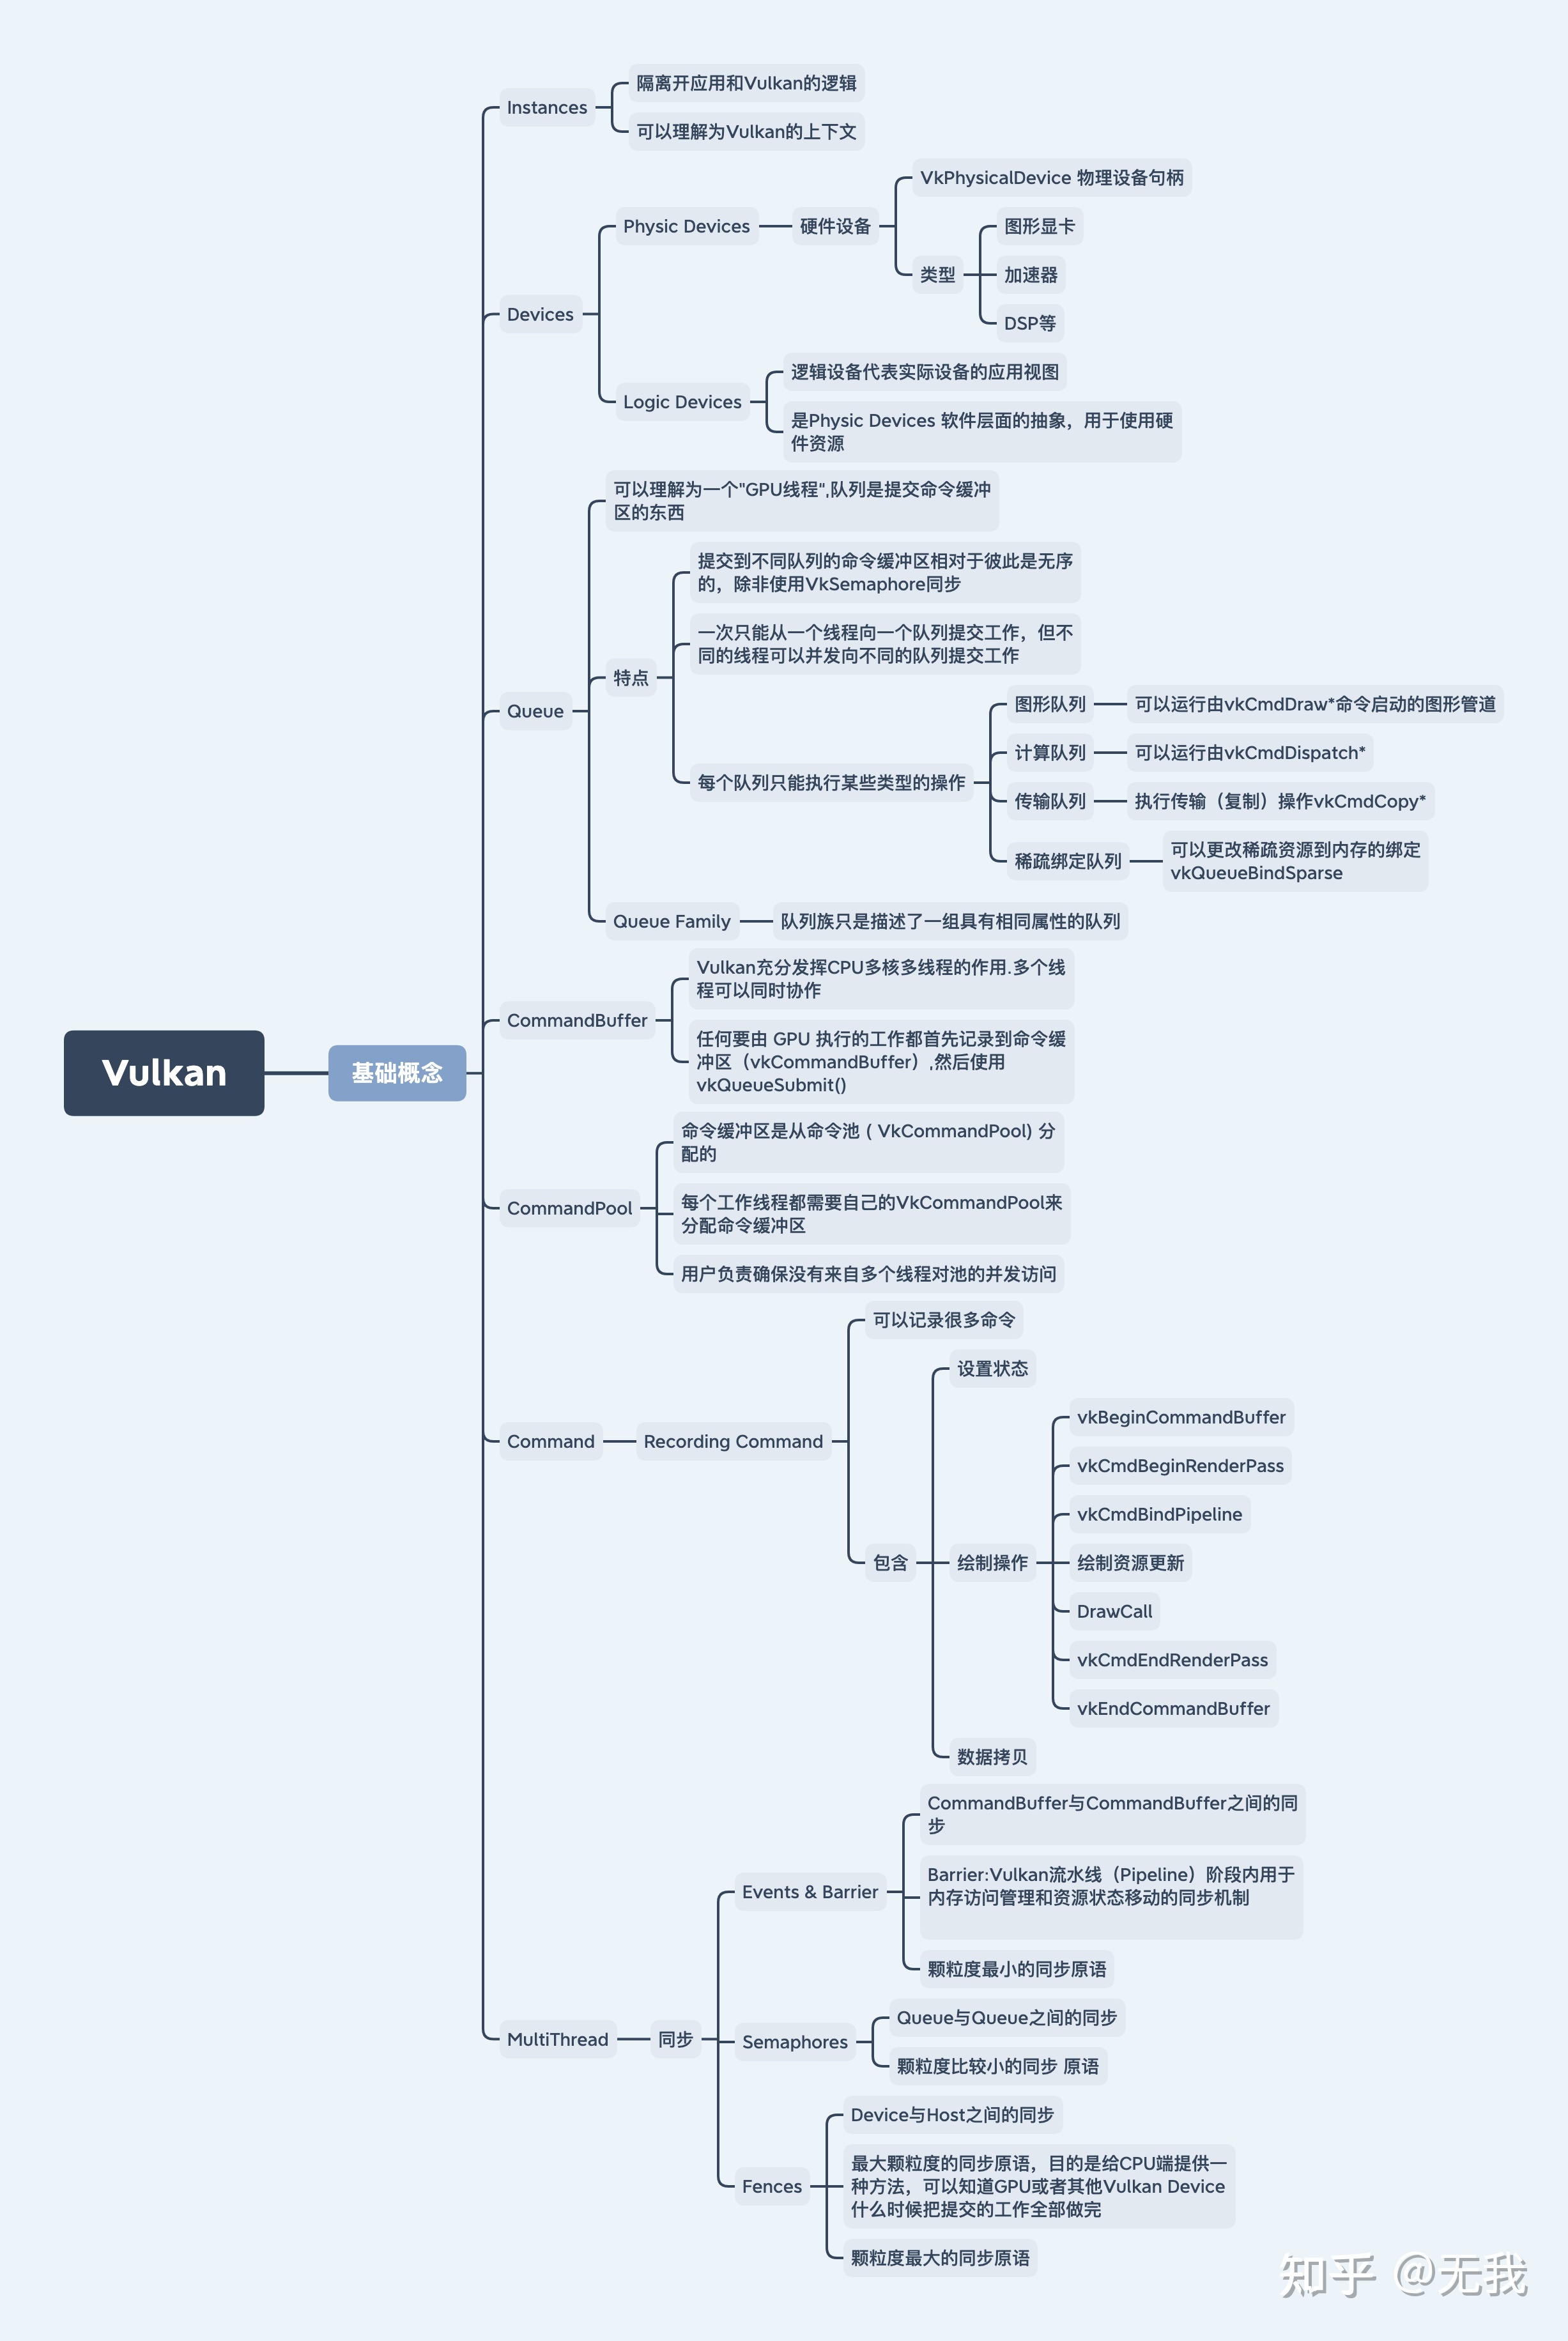 Vulkan
基础概念
Instances
隔离开应用和Vulkan的逻辑
可以理解为Vulkan的上下文
Devices
Physic Devices
硬件设备
VkPhysicalDevice 物理设备句柄
类型
图形显卡
加速器
DSP等
Logic Devices
逻辑设备代表实际设备的应用视图
是Physic Devices 软件层面的抽象，用于使用硬
件资源
Queue
可以理解为一个"GPU线程",队列是提交命令缓冲
区的东西
特点
提交到不同队列的命令缓冲区相对于彼此是无序
的，除非使用VkSemaphore同步
一次只能从一个线程向一个队列提交工作，但不
同的线程可以并发向不同的队列提交工作
每个队列只能执行某些类型的操作
图形队列
可以运行由vkCmdDraw*命令启动的图形管道
计算队列
可以运行由vkCmdDispatch*
传输队列
执行传输（复制）操作vkCmdCopy*
稀疏绑定队列
可以更改稀疏资源到内存的绑定
vkQueueBindSparse
Queue Family
队列族只是描述了一组具有相同属性的队列
CommandBuffer
Vulkan充分发挥CPU多核多线程的作用.多个线
程可以同时协作
任何要由 GPU 执行的工作都首先记录到命令缓
冲区（vkCommandBuffer）,然后使用
vkQueueSubmit()
CommandPool
命令缓冲区是从命令池 ( VkCommandPool) 分
配的
每个工作线程都需要自己的VkCommandPool来
分配命令缓冲区
用户负责确保没有来自多个线程对池的并发访问
Command
Recording Command
可以记录很多命令
包含
设置状态
绘制操作
vkBeginCommandBuffer
vkCmdBeginRenderPass
vkCmdBindPipeline
绘制资源更新
DrawCall
vkCmdEndRenderPass
vkEndCommandBuffer
数据拷贝
MultiThread
同步
Events & Barrier
CommandBuffer与CommandBuffer之间的同
步
Barrier:Vulkan流水线（Pipeline）阶段内用于
内存访问管理和资源状态移动的同步机制
颗粒度最小的同步原语
Semaphores
Queue与Queue之间的同步
颗粒度比较小的同步 原语
Fences
Device与Host之间的同步
最大颗粒度的同步原语，目的是给CPU端提供一
种方法，可以知道GPU或者其他Vulkan Device
什么时候把提交的工作全部做完
颗粒度最大的同步原语
知乎 @无我